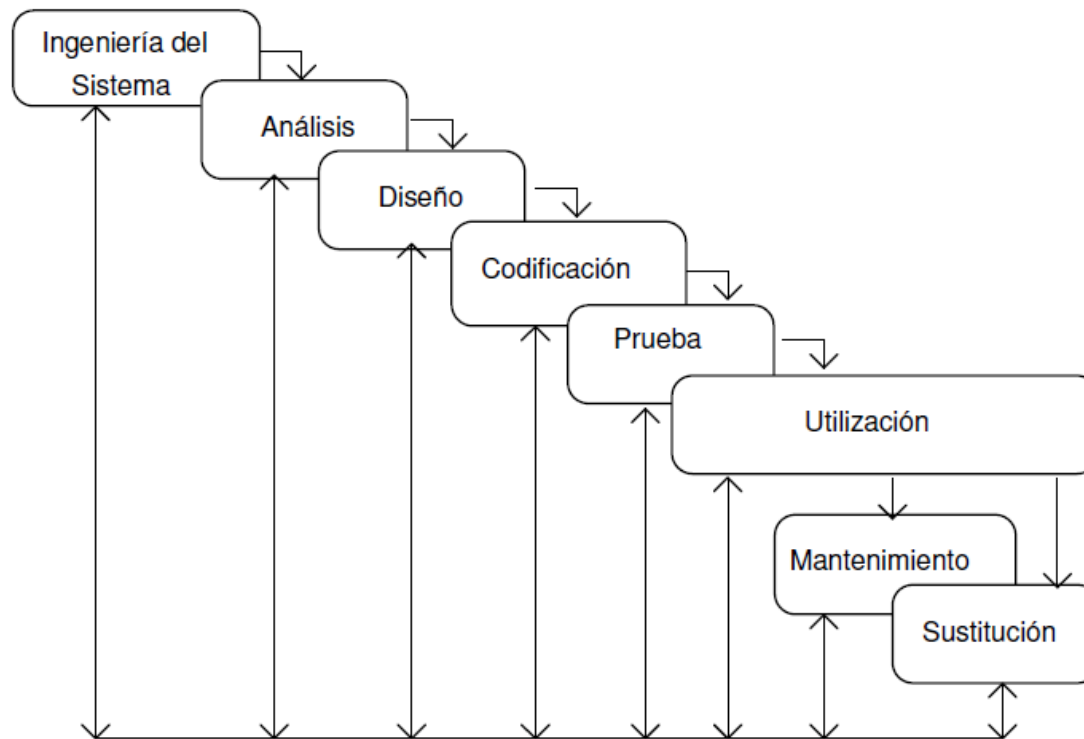 Ingeniería del
Sistema
Análisis
Diseño
Codificación
Prueba
Utilización
Mantenimiento
Sustitución